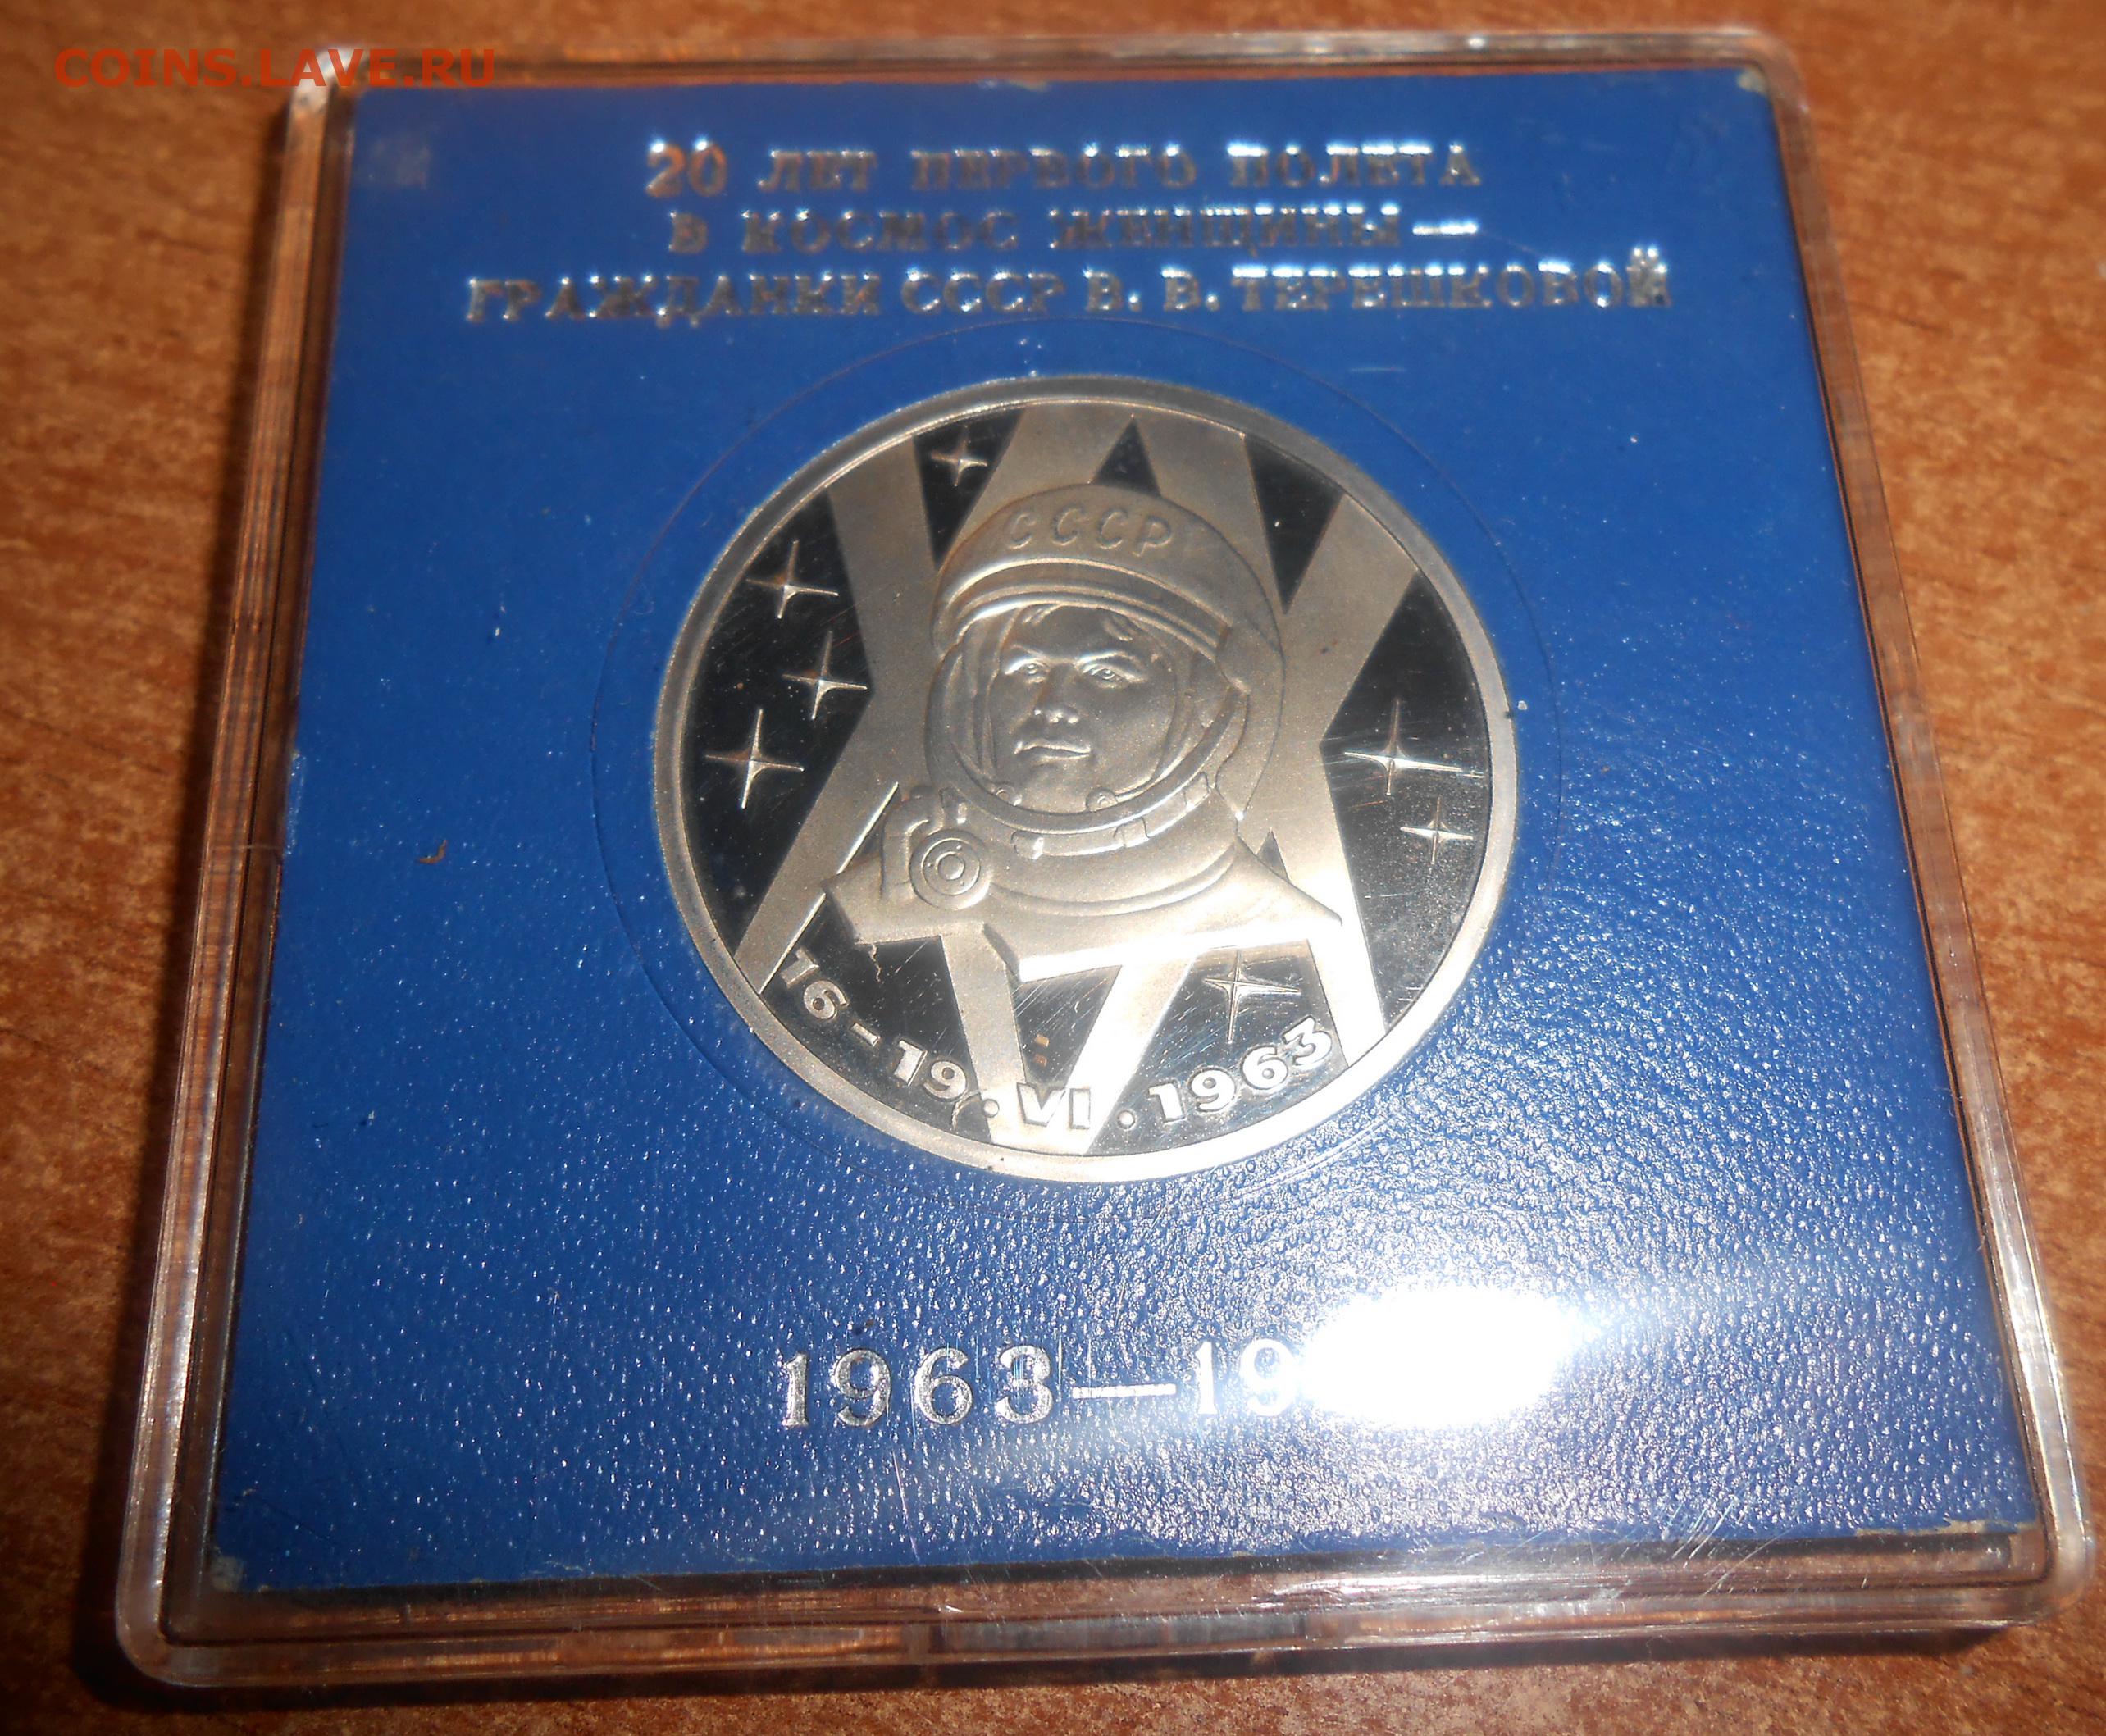 COINS.LAVE.RU
20 ЛЕТ ПЕРВОГО ПОЛЕТА
В КОСМОС ЖЕНЩИНЫ—
ГРАЖДАНКИ СССР В. В. ТЕРЕШКОВОЙ
СССР
16-19.VI.1963
1963—19